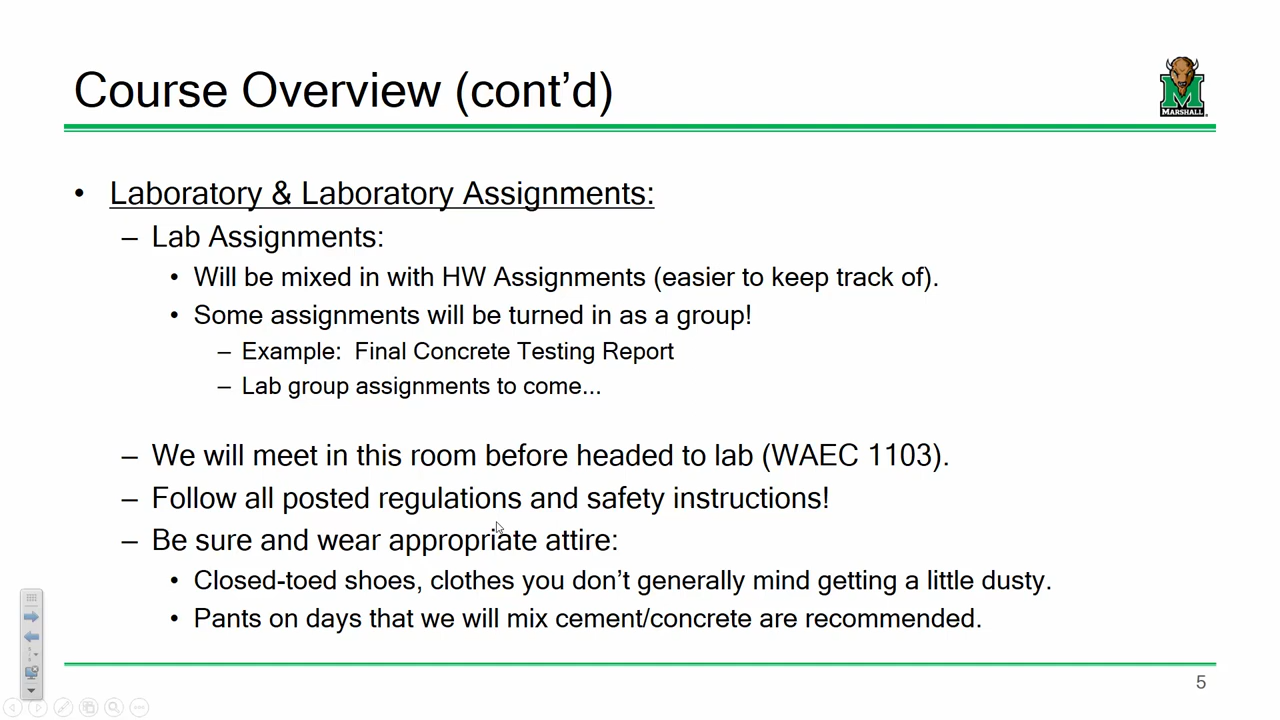 Course Overview (cont’d)
MARSHALL
• Laboratory & Laboratory Assignments:
– Lab Assignments:
• Will be mixed in with HW Assignments (easier to keep track of).
• Some assignments will be turned in as a group!
– Example:  Final Concrete Testing Report
– Lab group assignments to come...
– We will meet in this room before headed to lab (WAEC 1103).
– Follow all posted regulations and safety instructions!
– Be sure and wear appropriate attire:
• Closed-toed shoes, clothes you don’t generally mind getting a little dusty.
• Pants on days that we will mix cement/concrete are recommended.
5